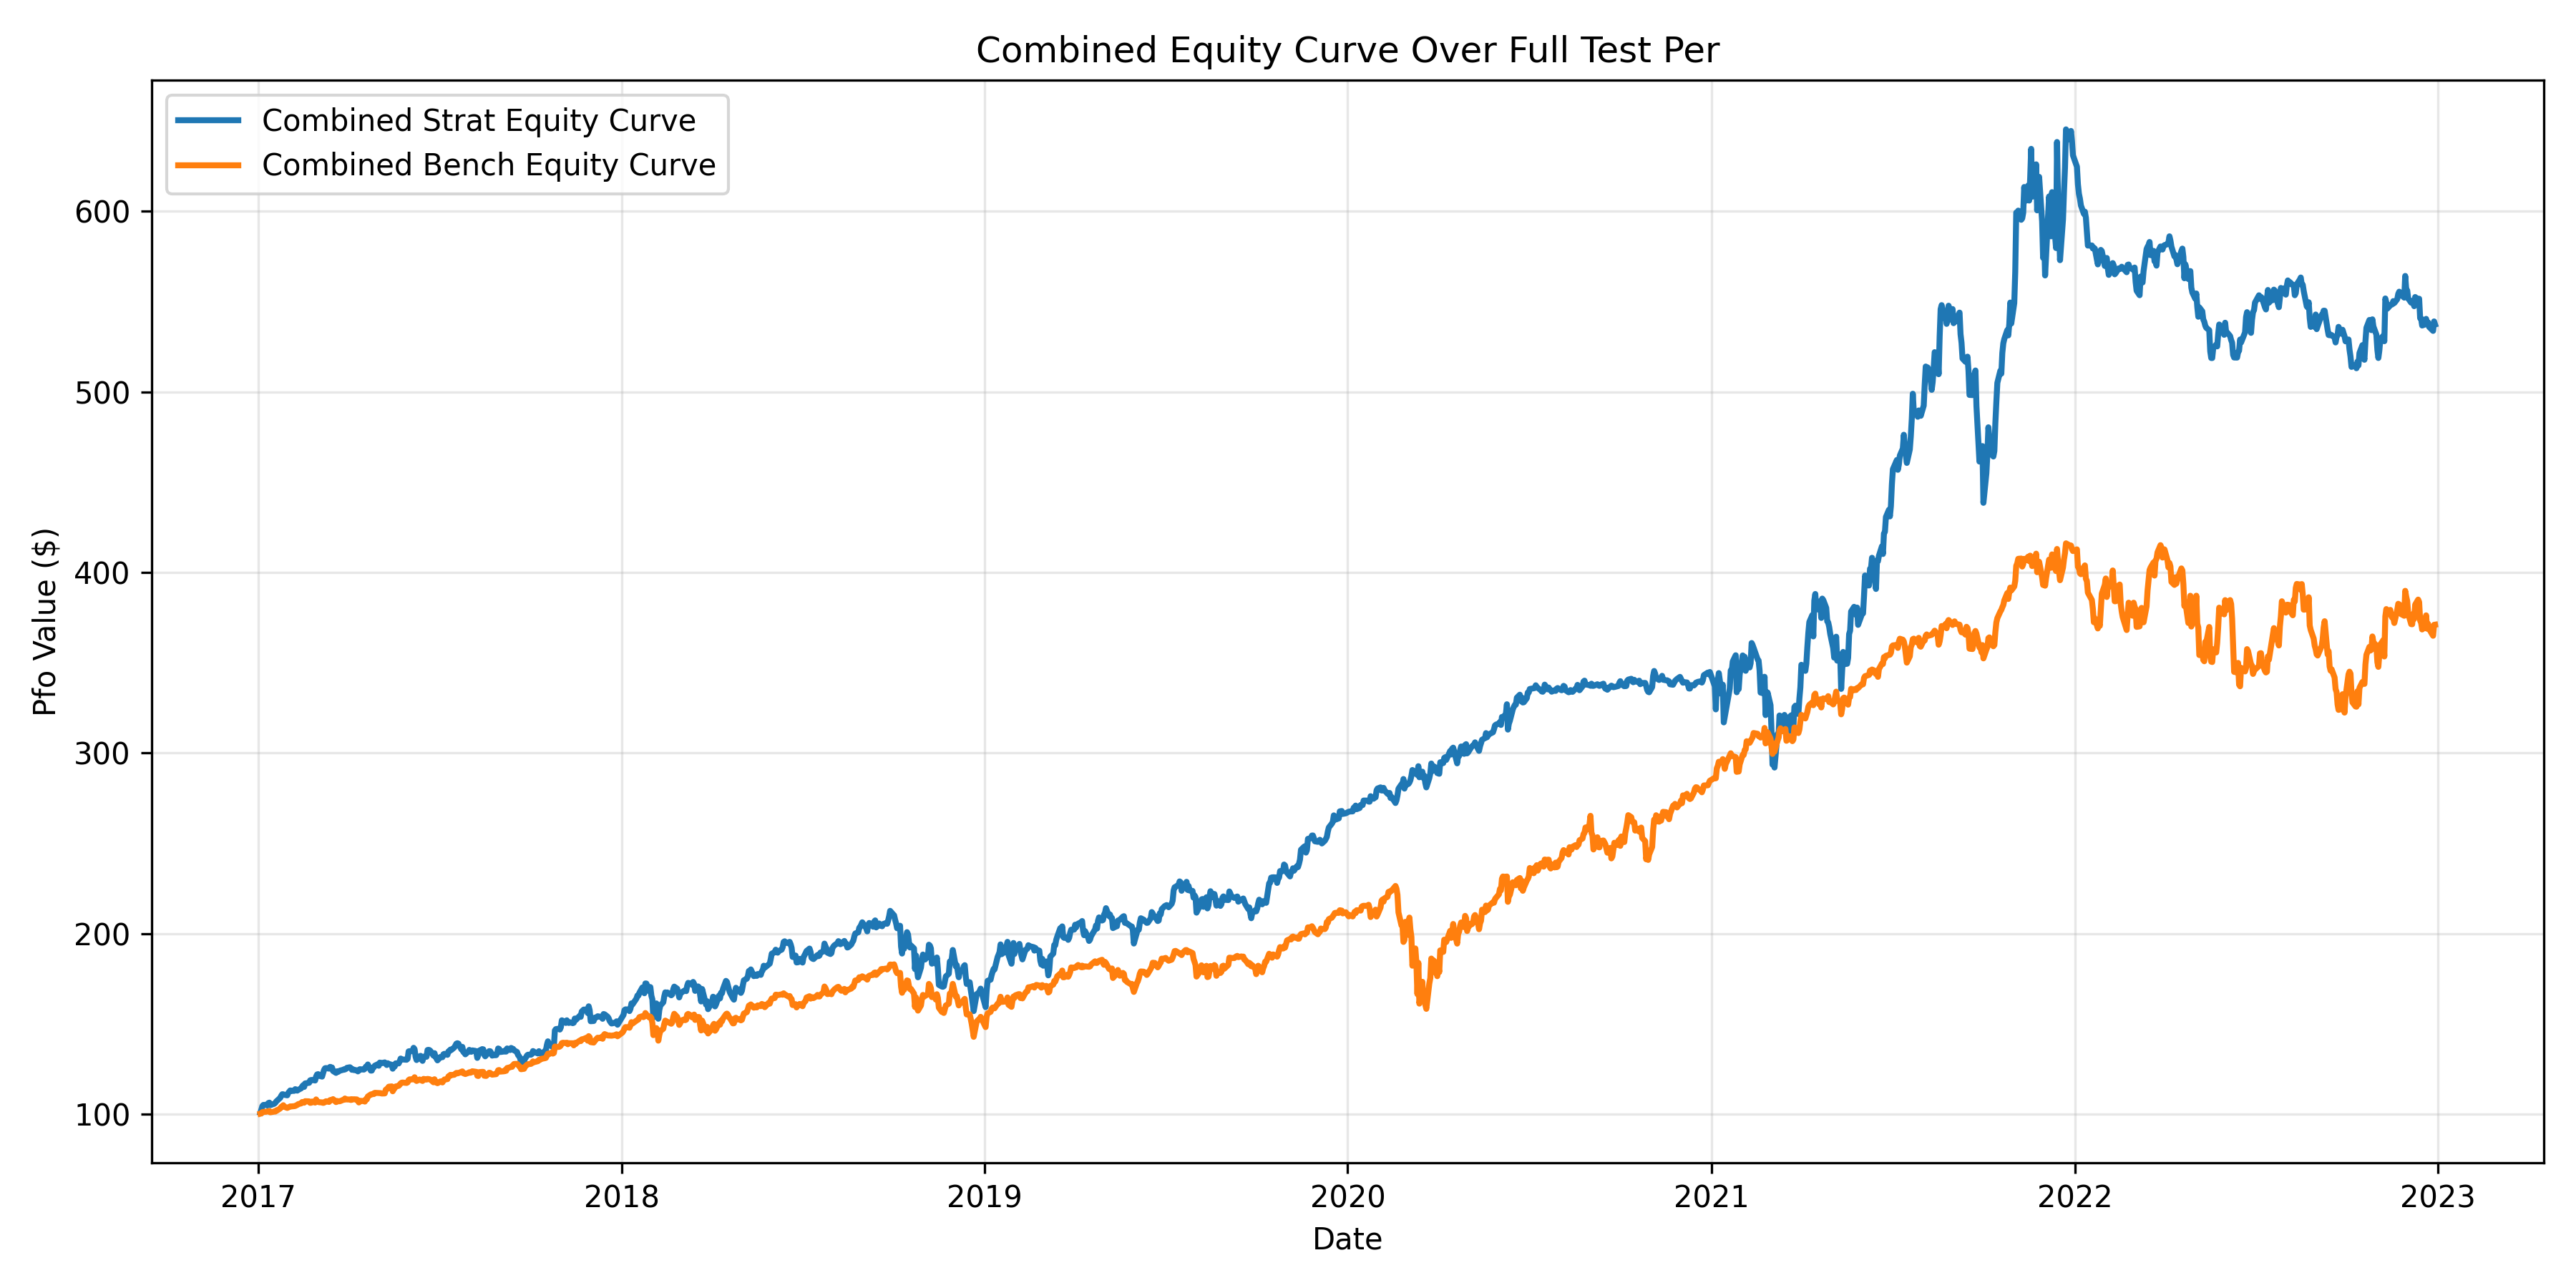 Combined Equity Curve Over Full Test Per
Combined Strat Equity Curve
Combined Bench Equity Curve
Pfo Value ($)
600
500
400
300
200
100
2017 2018 2019 2020 2021 2022 2023
Date